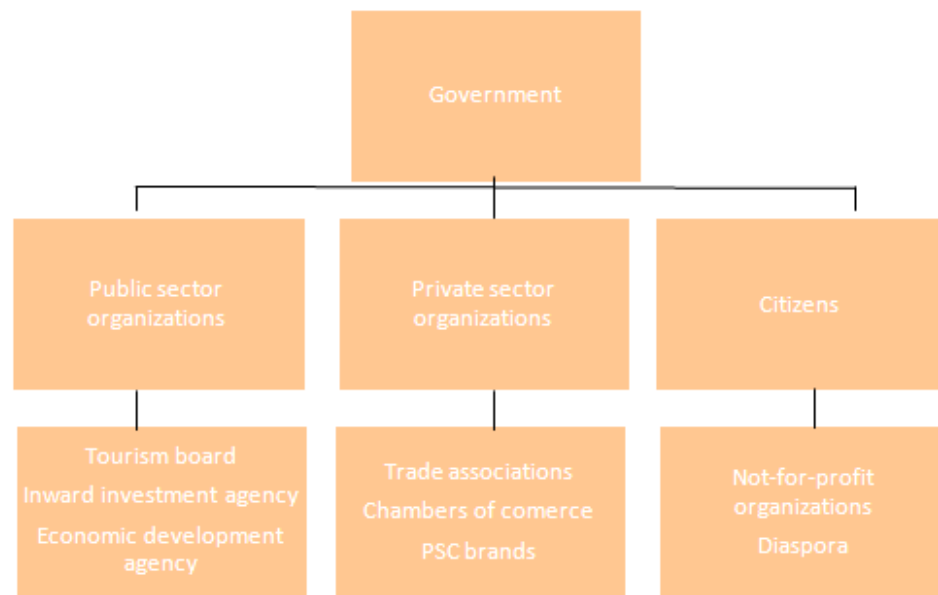 Government
Public sector
organizations
Private sector
organizations
Citizens
Tourism board
Inward investment agency
Economic development
agency
Trade associations
Chambers of comerce
PSC brands
Not-for-profit
organizations
Diaspora